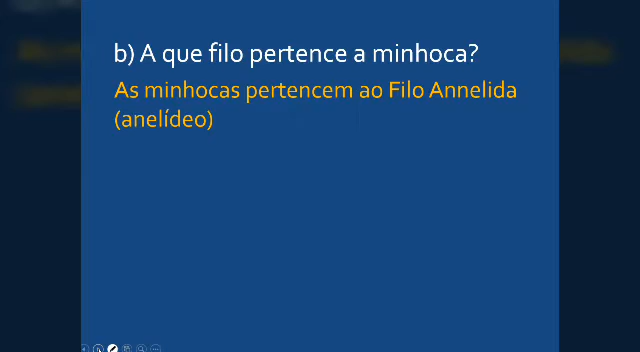 b) A que filo pertence a minhoca?
As minhocas pertencem ao Filo Annelida
(anelídeo)